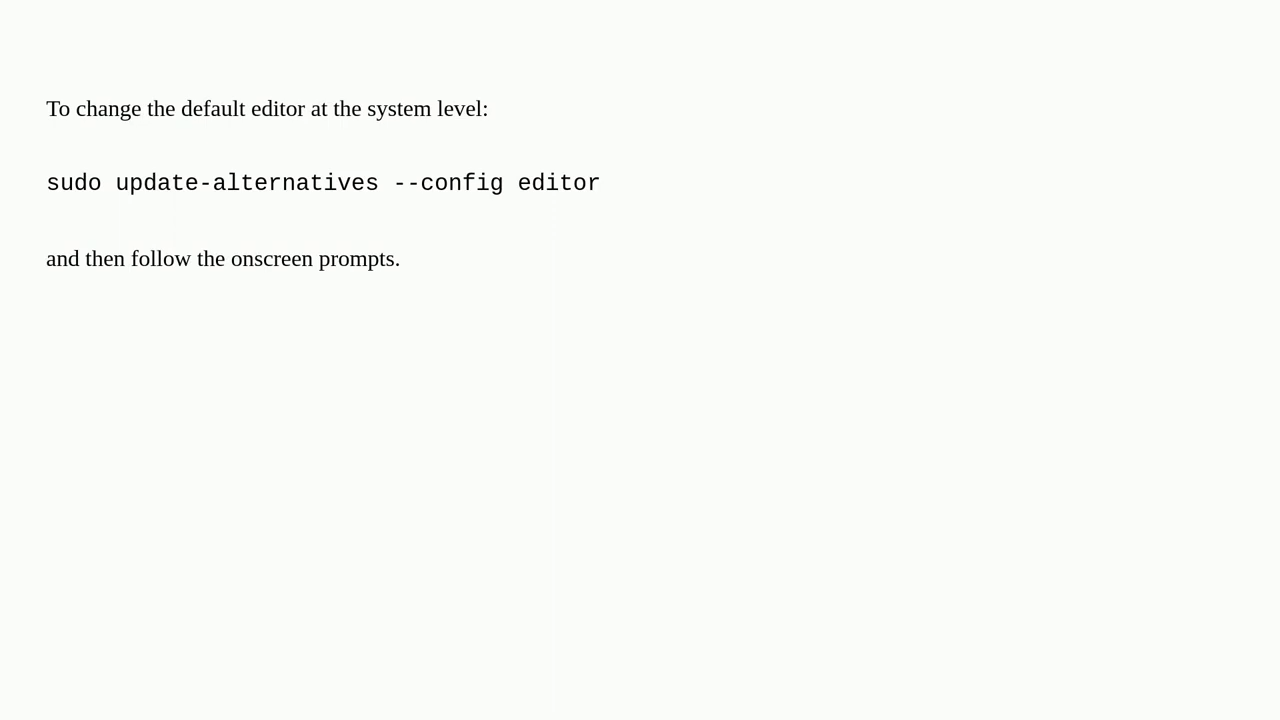 To change the default editor at the system level:
sudo update-alternatives --config editor
and then follow the onscreen prompts.